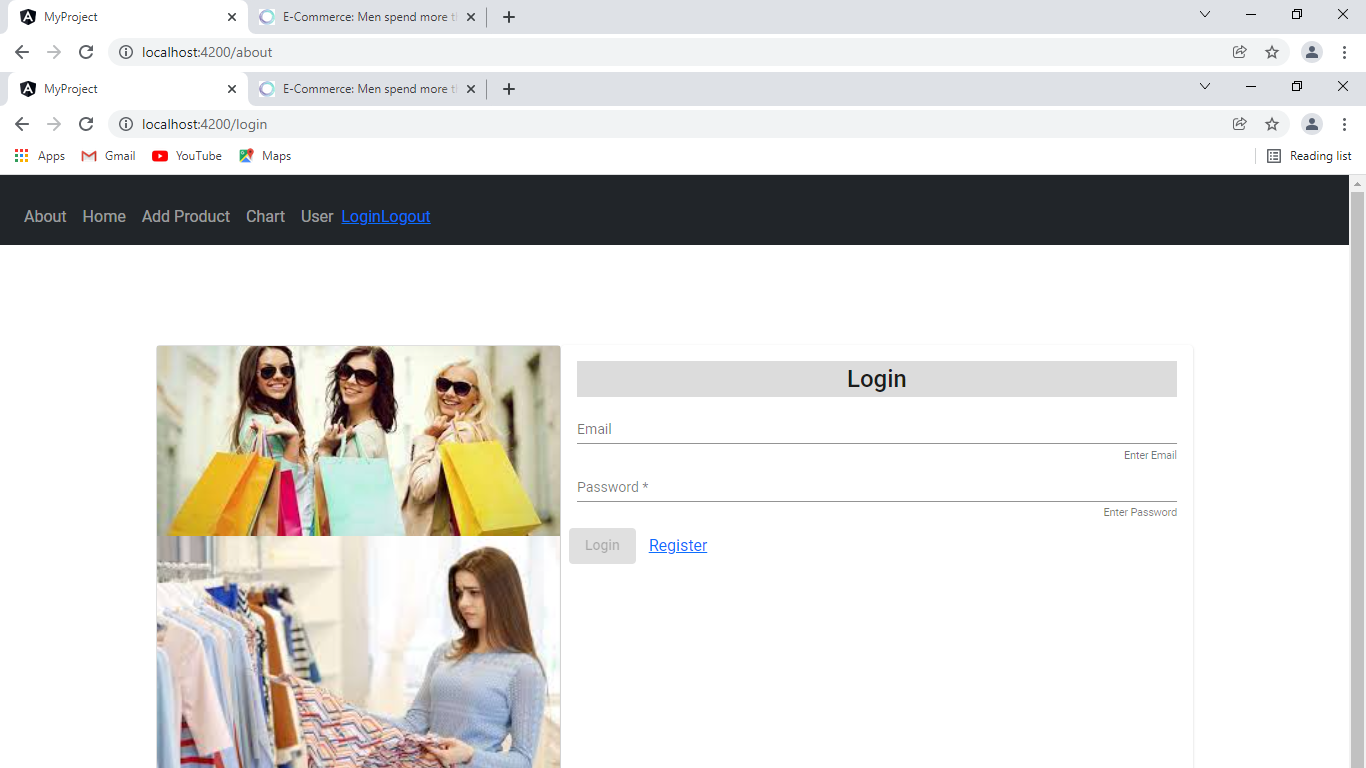 MyProject
E-Commerce: Men spend more
localhost:4200/about
MyProject
E-Commerce: Men spend more
localhost:4200/login
Apps Gmail YouTube Maps Reading list
About Home Add Product Chart User LoginLogout
Login
Email
Enter Email
Password *
Enter Password
Login Register